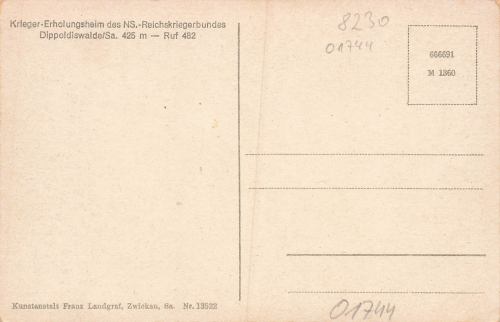 Krieger-Erholungsheim des NS.-Reichskriegerbundes
Dippoldiswalde/Sa. 425 m — Ruf 482
8230
01744
666691
M 1360
Kunstanstalt Franz Landgraf, Zwickau, Sa. Nr. 13522
01744